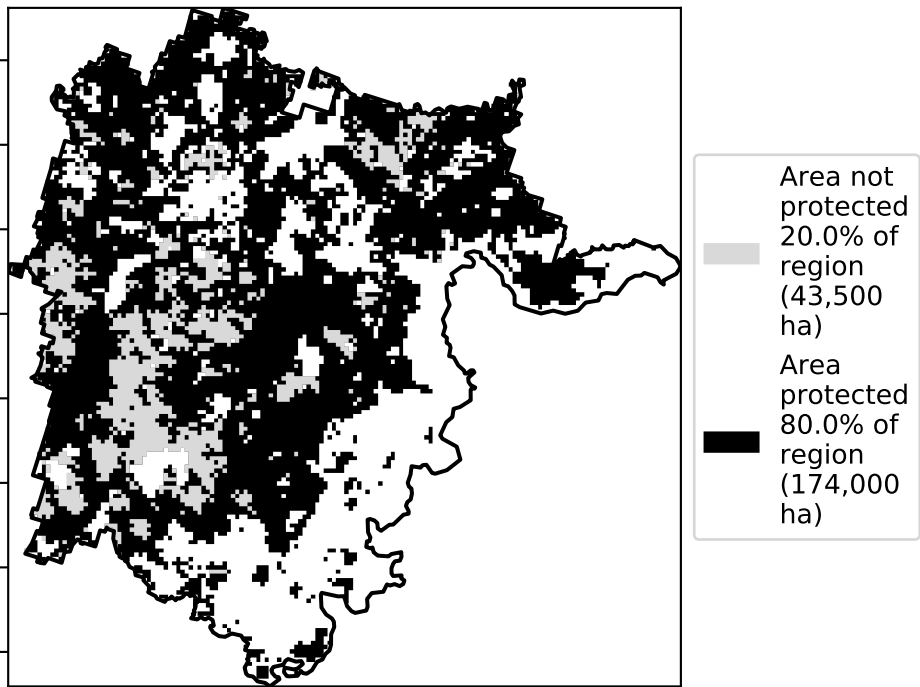 Area not
protected
20.0% of
region
(43,500
ha)
Area
protected
80.0% of
region
(174,000
ha)